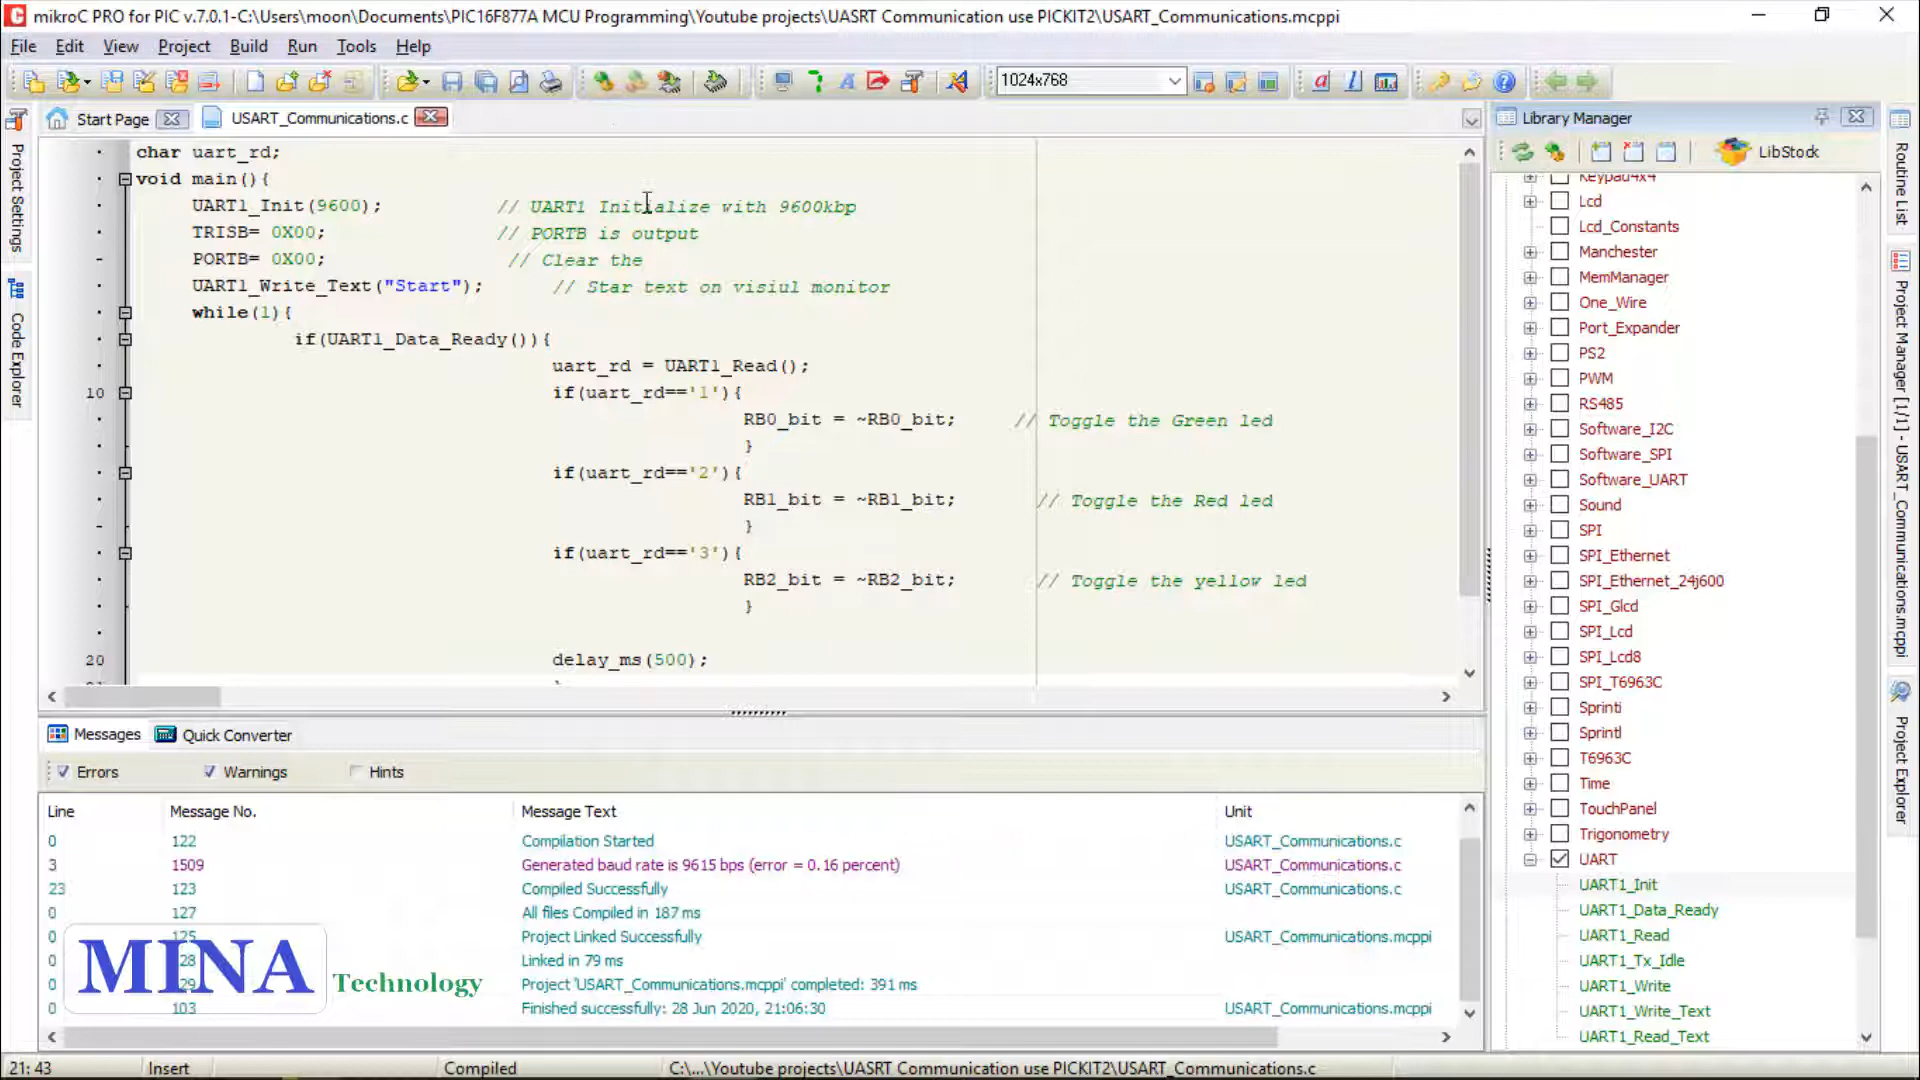 mikroC PRO for PIC v.7.0.1-C:\Users\moon\Documents\PIC16F877A MCU Programming\Youtube projects\UASRT Communication use PICKIT2\USART_Communications.mcppi
File Edit View Project Build Run Tools Help
1024x768
Start Page
USART_Communications.c
Project Settings
Code Explorer
char uart_rd;
void main(){
UART1_Init(9600); // UART1 Initialize with 9600kbp
TRISB= 0X00; // PORTB is output
PORTB= 0X00; // Clear the
UART1_Write_Text("Start"); // Star text on visiul monitor
while(1){
if(UART1_Data_Ready()){
uart_rd = UART1_Read();
10 if(uart_rd=='1'){
RB0_bit = ~RB0_bit; // Toggle the Green led
}
if(uart_rd=='2'){
RB1_bit = ~RB1_bit; // Toggle the Red led
}
if(uart_rd=='3'){
RB2_bit = ~RB2_bit; // Toggle the yellow led
}
20 delay_ms(500);
Messages
Quick Converter
Errors Warnings Hints
Line Message No. Message Text Unit
0 122 Compilation Started USART_Communications.c
3 1509 Generated baud rate is 9615 bps (error = 0.16 percent) USART_Communications.c
23 123 Compiled Successfully USART_Communications.c
0 127 All files Compiled in 187 ms
0 125 Project Linked Successfully USART_Communications.mcppi
0 28 Linked in 79 ms
0 29 Project 'USART_Communications.mcppi' completed: 391 ms
0 103 Finished successfully: 28 Jun 2020, 21:06:30 USART_Communications.mcppi
MINA Technology
21: 43 Insert Compiled C:\...\Youtube projects\UASRT Communication use PICKIT2\USART_Communications.c
Library Manager
LibStock
Keypad4x4
Lcd
Lcd_Constants
Manchester
MemManager
One_Wire
Port_Expander
PS2
PWM
RS485
Software_I2C
Software_SPI
Software_UART
Sound
SPI
SPI_Ethernet
SPI_Ethernet_24j600
SPI_Glcd
SPI_Lcd
SPI_Lcd8
SPI_T6963C
Sprinti
Sprintl
T6963C
Time
TouchPanel
Trigonometry
UART
UART1_Init
UART1_Data_Ready
UART1_Read
UART1_Tx_Idle
UART1_Write
UART1_Write_Text
UART1_Read_Text
Routine List
Project Manager [1/1] - USART_Communications.mcppi
Project Explorer